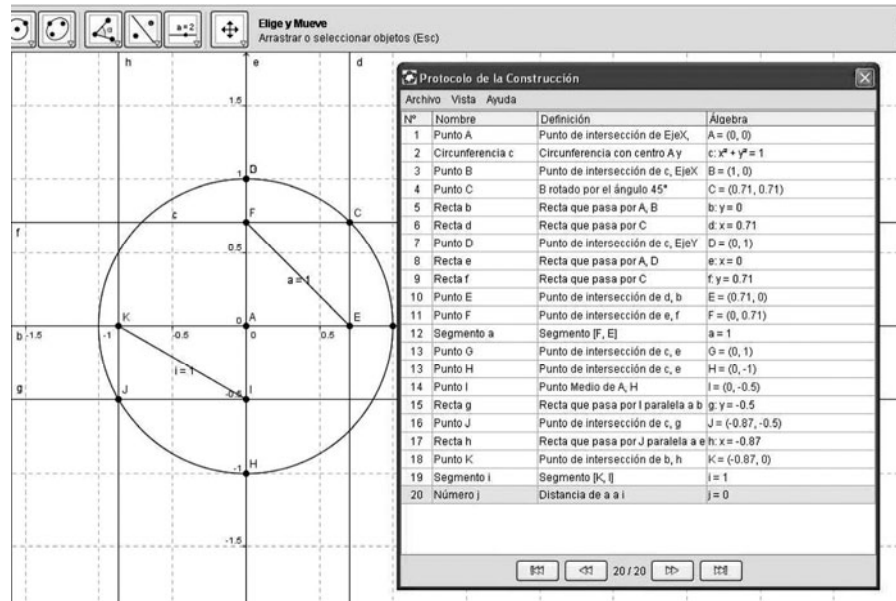 a=2
Elige y Mueve
Arrastrar o seleccionar objetos (Esc)
h
e
d
1.5
1
D
c
F
C
f
0.5
a = 1
K
A
E
b
-1.5
-1
-0.5
0
0
0.5
i = 1
g
J
-0.5
I
-1
H
-1.5
Protocolo de la Construcción
Archivo Vista Ayuda
Nº Nombre Definición Álgebra
1 Punto A Punto de intersección de EjeX, A = (0, 0)
2 Circunferencia c Circunferencia con centro A y c: x² + y² = 1
3 Punto B Punto de intersección de c, EjeX B = (1, 0)
4 Punto C B rotado por el ángulo 45° C = (0.71, 0.71)
5 Recta b Recta que pasa por A, B b: y = 0
6 Recta d Recta que pasa por C d: x = 0.71
7 Punto D Punto de intersección de c, EjeY D = (0, 1)
8 Recta e Recta que pasa por A, D e: x = 0
9 Recta f Recta que pasa por C f: y = 0.71
10 Punto E Punto de intersección de d, b E = (0.71, 0)
11 Punto F Punto de intersección de e, f F = (0, 0.71)
12 Segmento a Segmento [F, E] a = 1
13 Punto G Punto de intersección de c, e G = (0, 1)
13 Punto H Punto de intersección de c, e H = (0, -1)
14 Punto I Punto Medio de A, H I = (0, -0.5)
15 Recta g Recta que pasa por I paralela a b g: y = -0.5
16 Punto J Punto de intersección de c, g J = (-0.87, -0.5)
17 Recta h Recta que pasa por J paralela a e h: x = -0.87
18 Punto K Punto de intersección de b, h K = (-0.87, 0)
19 Segmento i Segmento [K, I] i = 1
20 Número j Distancia de a a i j = 0
20 / 20